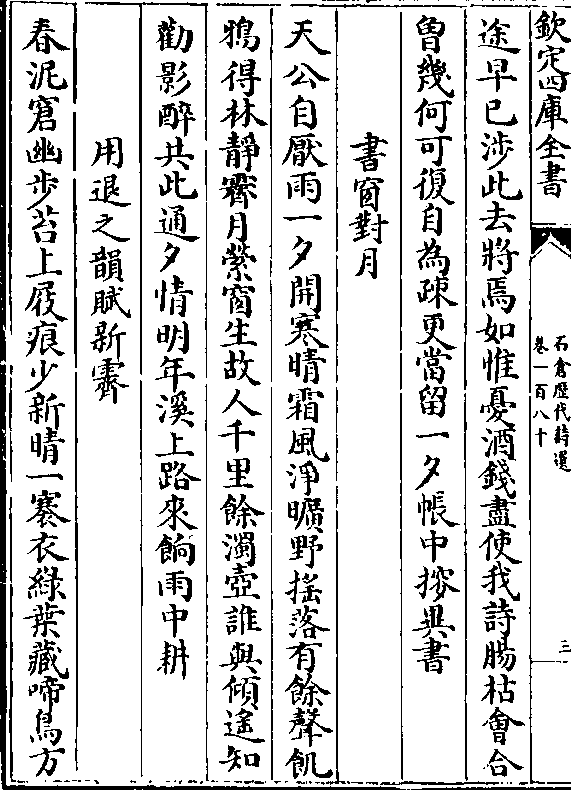 欽定四庫全書
石倉歴代詩選
卷一百八十
三
途早已涉此去將焉如惟憂酒錢盡使我詩腸枯會合
曾幾何可復自為疎更當留一夕帳中搜異書
書窗對月
天公自厭雨一夕開寒晴霜風淨曠野揺落有餘聲飢
鴉得林静霽月縈窗生故人千里餘濁壺誰與傾遥知
勸影醉共此通夕情明年溪上路來餉雨中耕
用退之韻賦新霽
春泥窘幽步苔上屐痕少新晴一褰衣綠葉藏啼鳥方